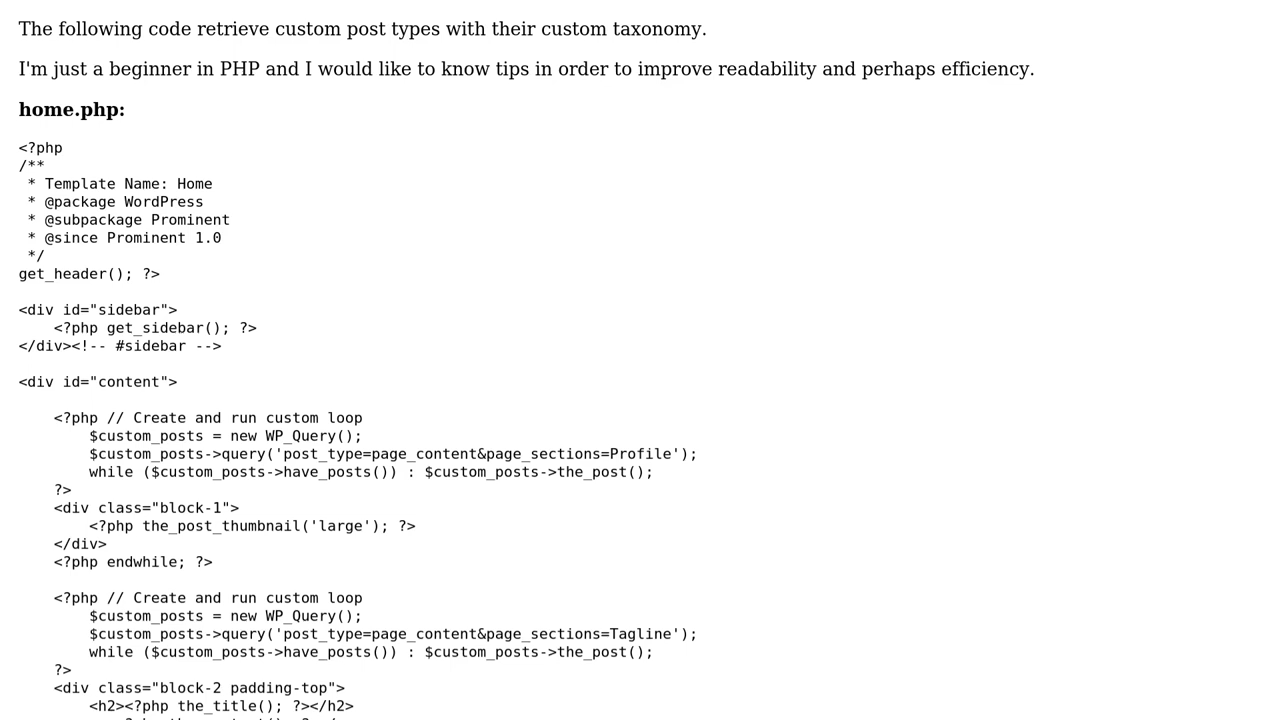 The following code retrieve custom post types with their custom taxonomy.
I'm just a beginner in PHP and I would like to know tips in order to improve readability and perhaps efficiency.
home.php:
<?php
/**
 * Template Name: Home
 * @package WordPress
 * @subpackage Prominent
 * @since Prominent 1.0
 */
get_header(); ?>
<div id="sidebar">
    <?php get_sidebar(); ?>
</div><!-- #sidebar -->
<div id="content">
    <?php // Create and run custom loop
        $custom_posts = new WP_Query();
        $custom_posts->query('post_type=page_content&page_sections=Profile');
        while ($custom_posts->have_posts()) : $custom_posts->the_post();
    ?>
    <div class="block-1">
        <?php the_post_thumbnail('large'); ?>
    </div>
    <?php endwhile; ?>
    <?php // Create and run custom loop
        $custom_posts = new WP_Query();
        $custom_posts->query('post_type=page_content&page_sections=Tagline');
        while ($custom_posts->have_posts()) : $custom_posts->the_post();
    ?>
    <div class="block-2 padding-top">
        <h2><?php the_title(); ?></h2>